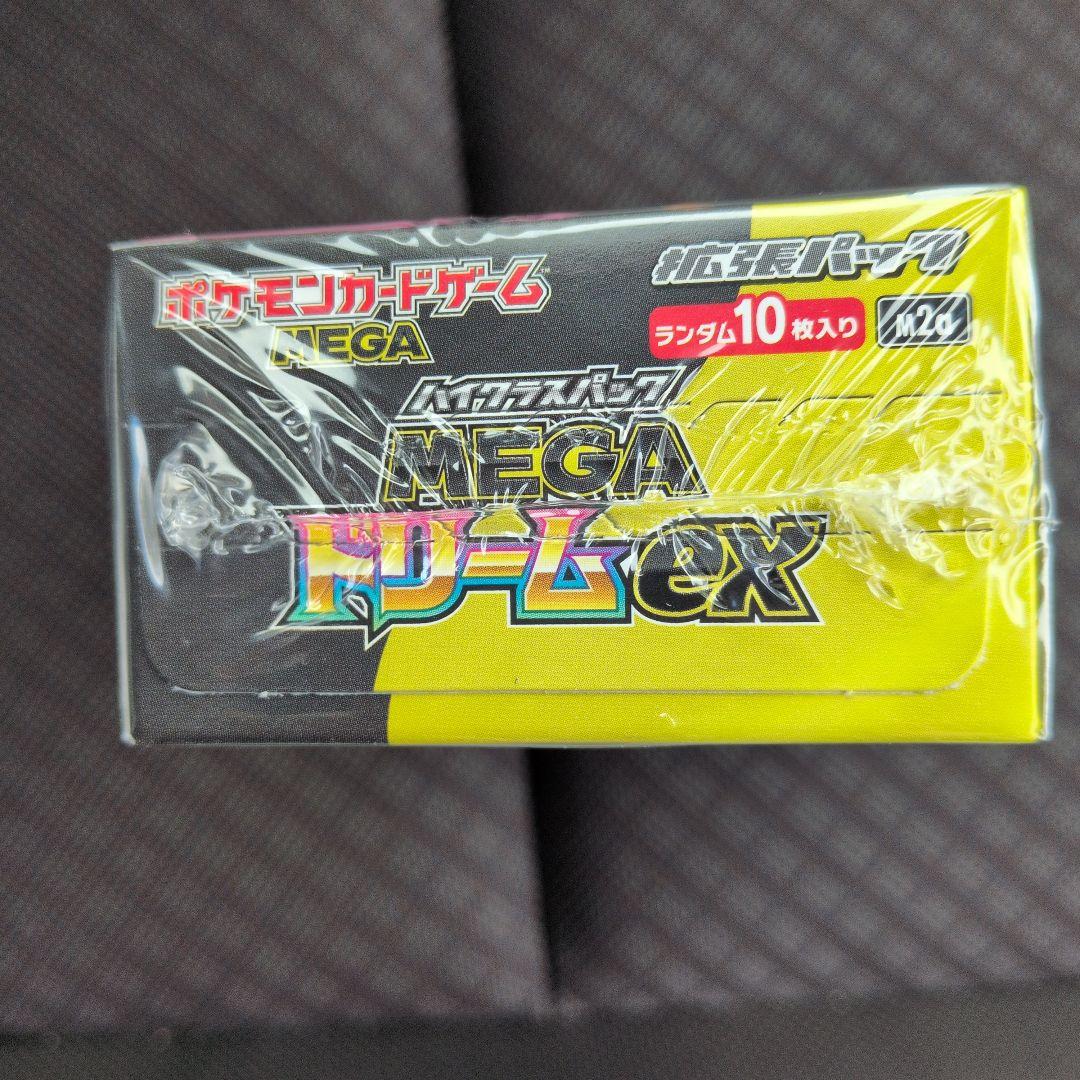 ポケモンカードゲーム™
MEGA
拡張パック
ランダム10枚入り
M2a
ハイクラスパック
MEGA
ドリームex